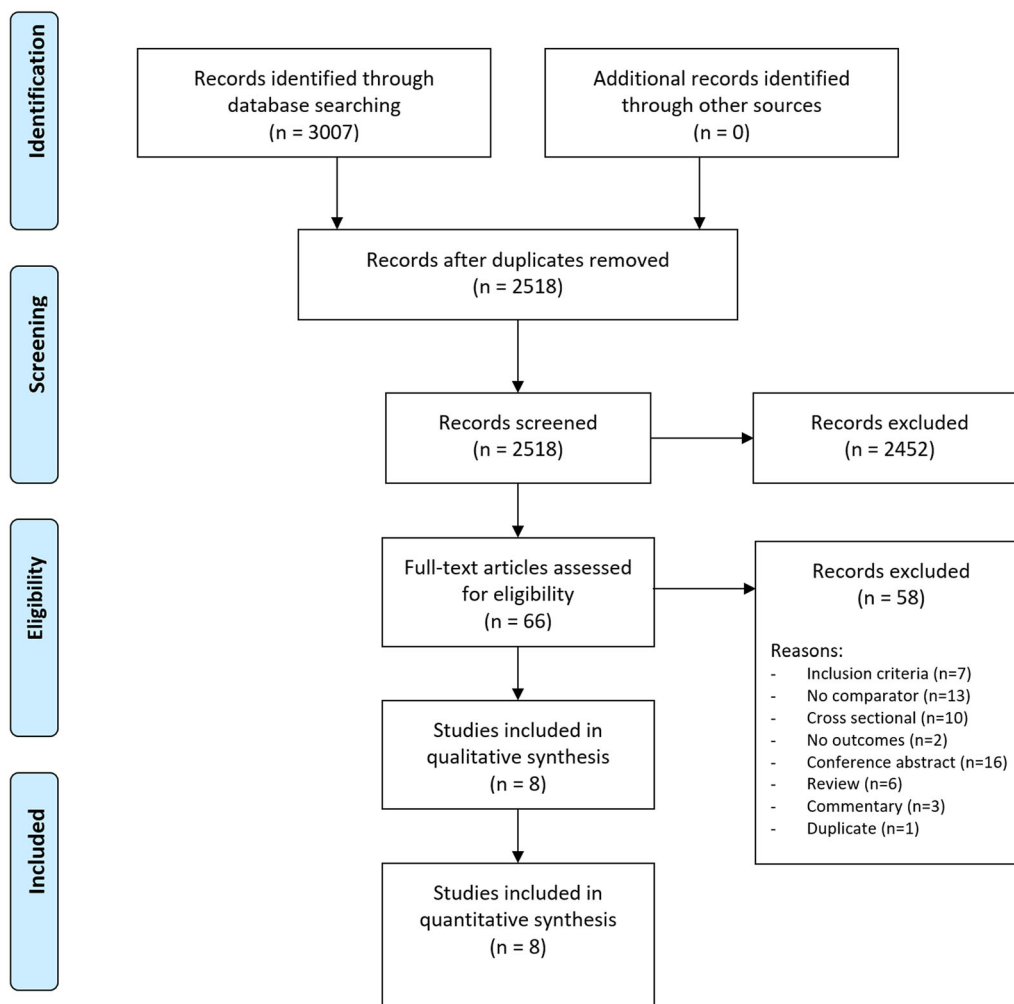 Identification
Records identified through
database searching
(n = 3007)
Additional records identified
through other sources
(n = 0)
Records after duplicates removed
(n = 2518)
Screening
Records screened
(n = 2518)
Records excluded
(n = 2452)
Eligibility
Full-text articles assessed
for eligibility
(n = 66)
Records excluded
(n = 58)
Reasons:
- Inclusion criteria (n=7)
- No comparator (n=13)
- Cross sectional (n=10)
- No outcomes (n=2)
- Conference abstract (n=16)
- Review (n=6)
- Commentary (n=3)
- Duplicate (n=1)
Studies included in
qualitative synthesis
(n = 8)
Included
Studies included in
quantitative synthesis
(n = 8)